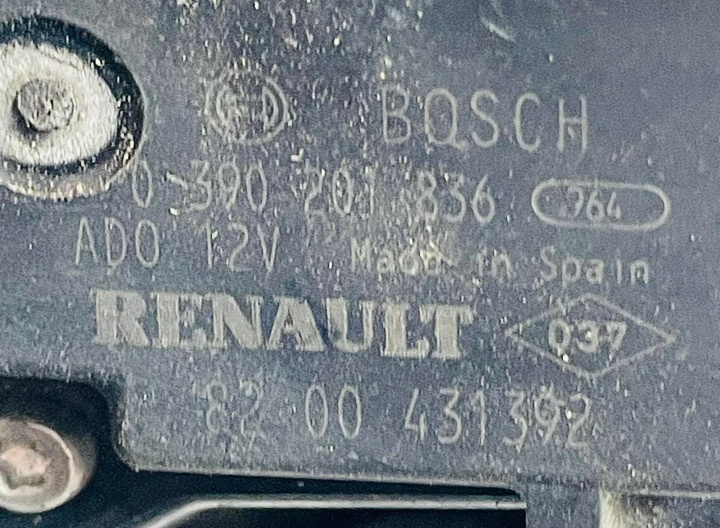 BOSCH
0 390 201 836 964
ADO 12V Made in Spain
RENAULT 037
82 00 431392